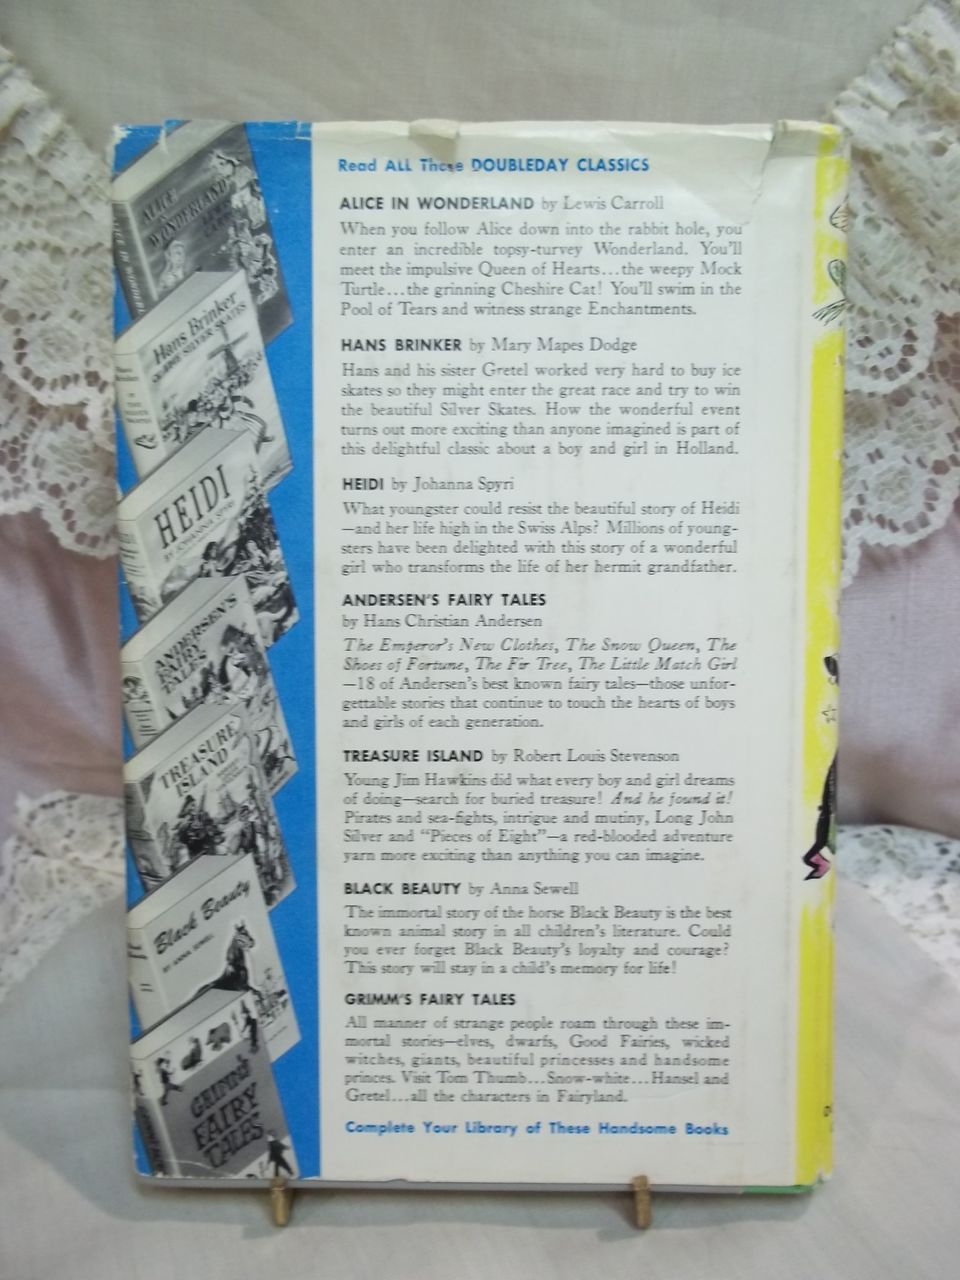 Read ALL These DOUBLEDAY CLASSICS
ALICE IN WONDERLAND by Lewis Carroll
When you follow Alice down into the rabbit hole, you
enter an incredible topsy-turvey Wonderland. You'll
meet the impulsive Queen of Hearts...the weepy Mock
Turtle...the grinning Cheshire Cat! You'll swim in the
Pool of Tears and witness strange Enchantments.
HANS BRINKER by Mary Mapes Dodge
Hans and his sister Gretel worked very hard to buy ice
skates so they might enter the great race and try to win
the beautiful Silver Skates. How the wonderful event
turns out more exciting than anyone imagined is part of
this delightful classic about a boy and girl in Holland.
HEIDI by Johanna Spyri
What youngster could resist the beautiful story of Heidi
—and her life high in the Swiss Alps? Millions of young-
sters have been delighted with this story of a wonderful
girl who transforms the life of her hermit grandfather.
ANDERSEN'S FAIRY TALES
by Hans Christian Andersen
The Emperor's New Clothes, The Snow Queen, The
Shoes of Fortune, The Fir Tree, The Little Match Girl
—18 of Andersen's best known fairy tales—those unfor-
gettable stories that continue to touch the hearts of boys
and girls of each generation.
TREASURE ISLAND by Robert Louis Stevenson
Young Jim Hawkins did what every boy and girl dreams
of doing—search for buried treasure! And he found it!
Pirates and sea-fights, intrigue and mutiny, Long John
Silver and "Pieces of Eight"—a red-blooded adventure
yarn more exciting than anything you can imagine.
BLACK BEAUTY by Anna Sewell
The immortal story of the horse Black Beauty is the best
known animal story in all children's literature. Could
you ever forget Black Beauty's loyalty and courage?
This story will stay in a child's memory for life!
GRIMM'S FAIRY TALES
All manner of strange people roam through these im-
mortal stories—elves, dwarfs, Good Fairies, wicked
witches, giants, beautiful princesses and handsome
princes. Visit Tom Thumb...Snow-white...Hansel and
Gretel...all the characters in Fairyland.
Complete Your Library of These Handsome Books
ALICE
IN
WONDERLAND
Hans Brinker
OR THE SILVER SKATES
HEIDI
BY JOHANNA SPYRI
ANDERSEN'S
FAIRY
TALES
TREASURE
ISLAND
Black Beauty
BY ANNA SEWELL
GRIMM'S
FAIRY
TALES